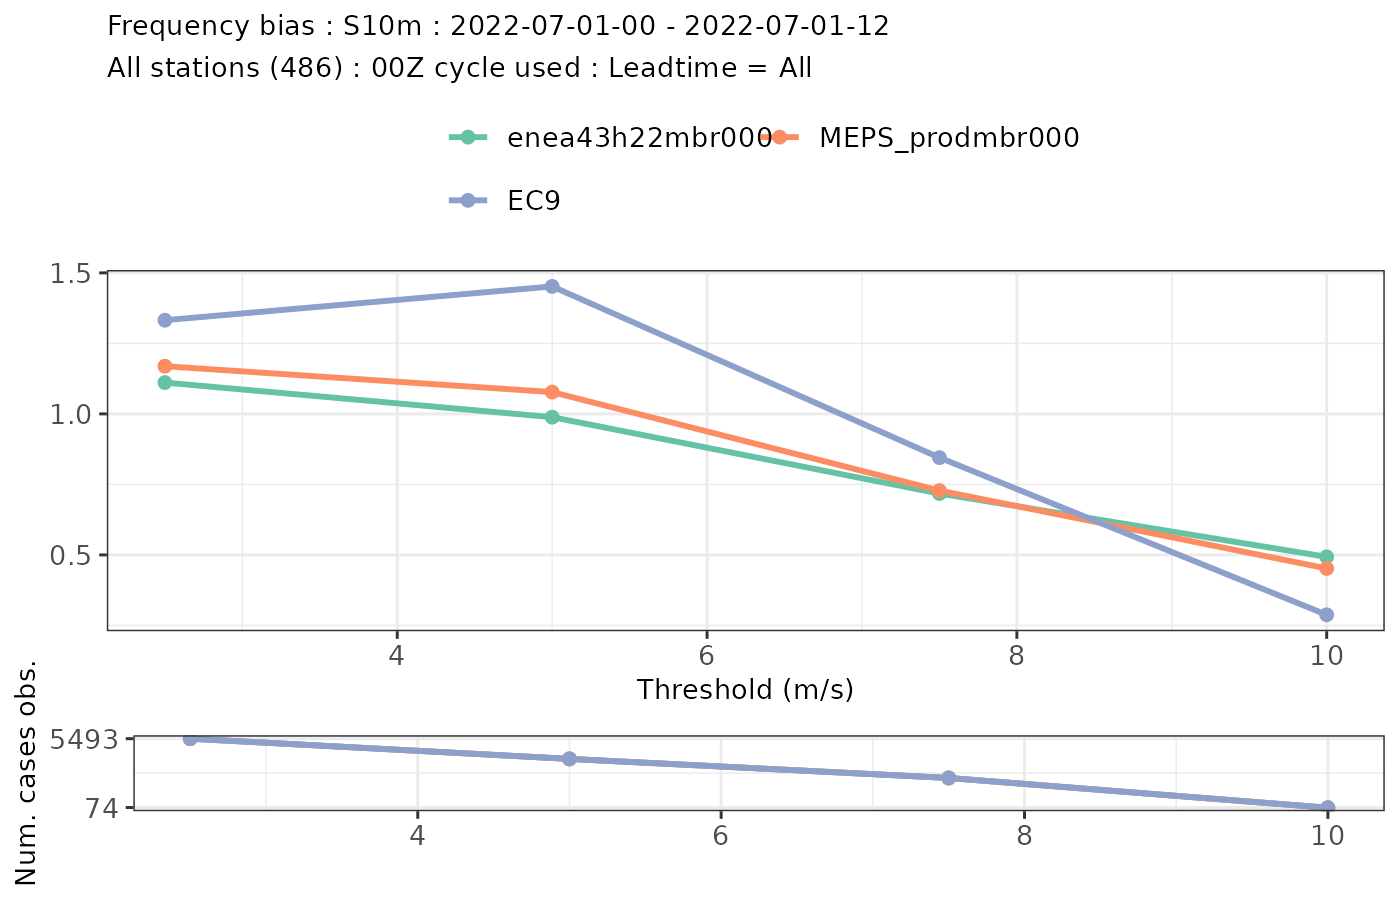 Frequency bias : S10m : 2022-07-01-00 - 2022-07-01-12
All stations (486) : 00Z cycle used : Leadtime = All
enea43h22mbr000 MEPS_prodmbr000
EC9
1.5
1.0
0.5
4 6 8 10
Threshold (m/s)
Num. cases obs.
5493
74
4 6 8 10